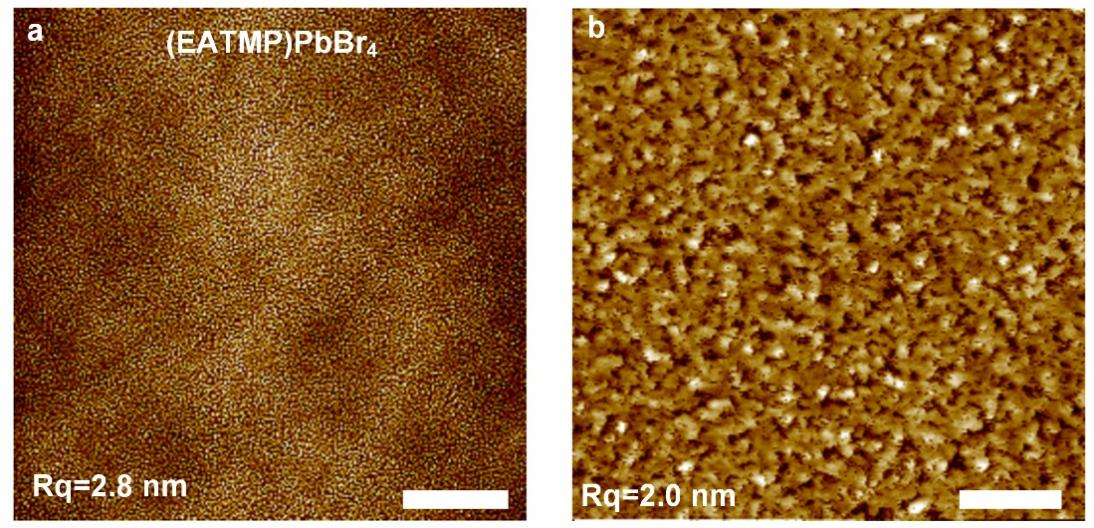 a
(EATMP)PbBr₄
Rq=2.8 nm
b
Rq=2.0 nm